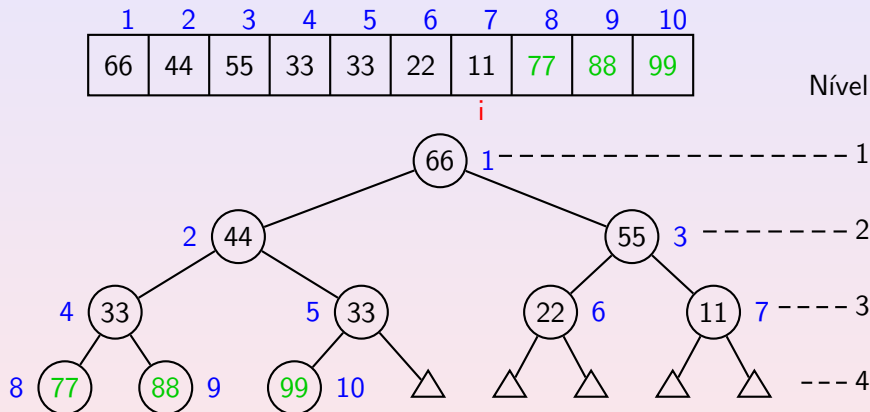 1 2 3 4 5 6 7 8 9 10
66 44 55 33 33 22 11 77 88 99
Nível
i
66 1 1
2 44 55 3 2
4 33 5 33 22 6 11 7 3
8 77 88 9 99 10 4